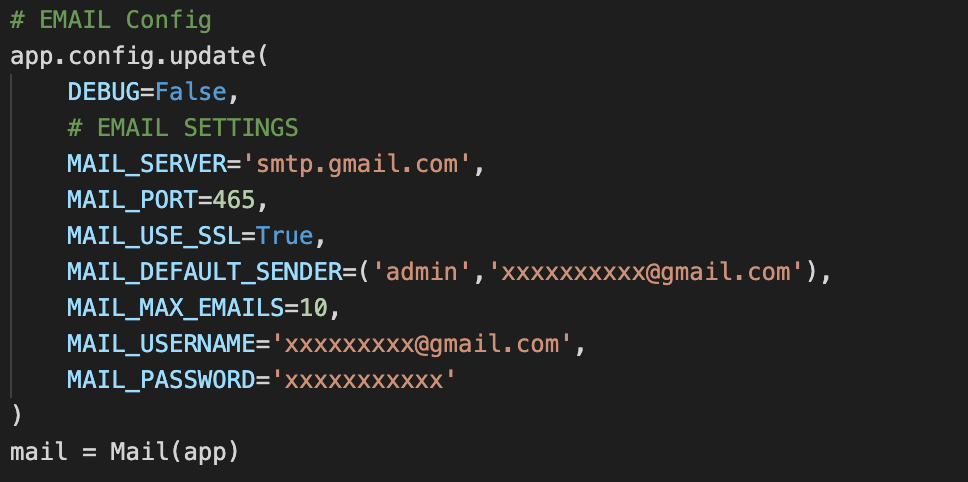 # EMAIL Config
app.config.update(
    DEBUG=False,
    # EMAIL SETTINGS
    MAIL_SERVER='smtp.gmail.com',
    MAIL_PORT=465,
    MAIL_USE_SSL=True,
    MAIL_DEFAULT_SENDER=('admin','xxxxxxxxxx@gmail.com'),
    MAIL_MAX_EMAILS=10,
    MAIL_USERNAME='xxxxxxxxx@gmail.com',
    MAIL_PASSWORD='xxxxxxxxxxx'
)
mail = Mail(app)